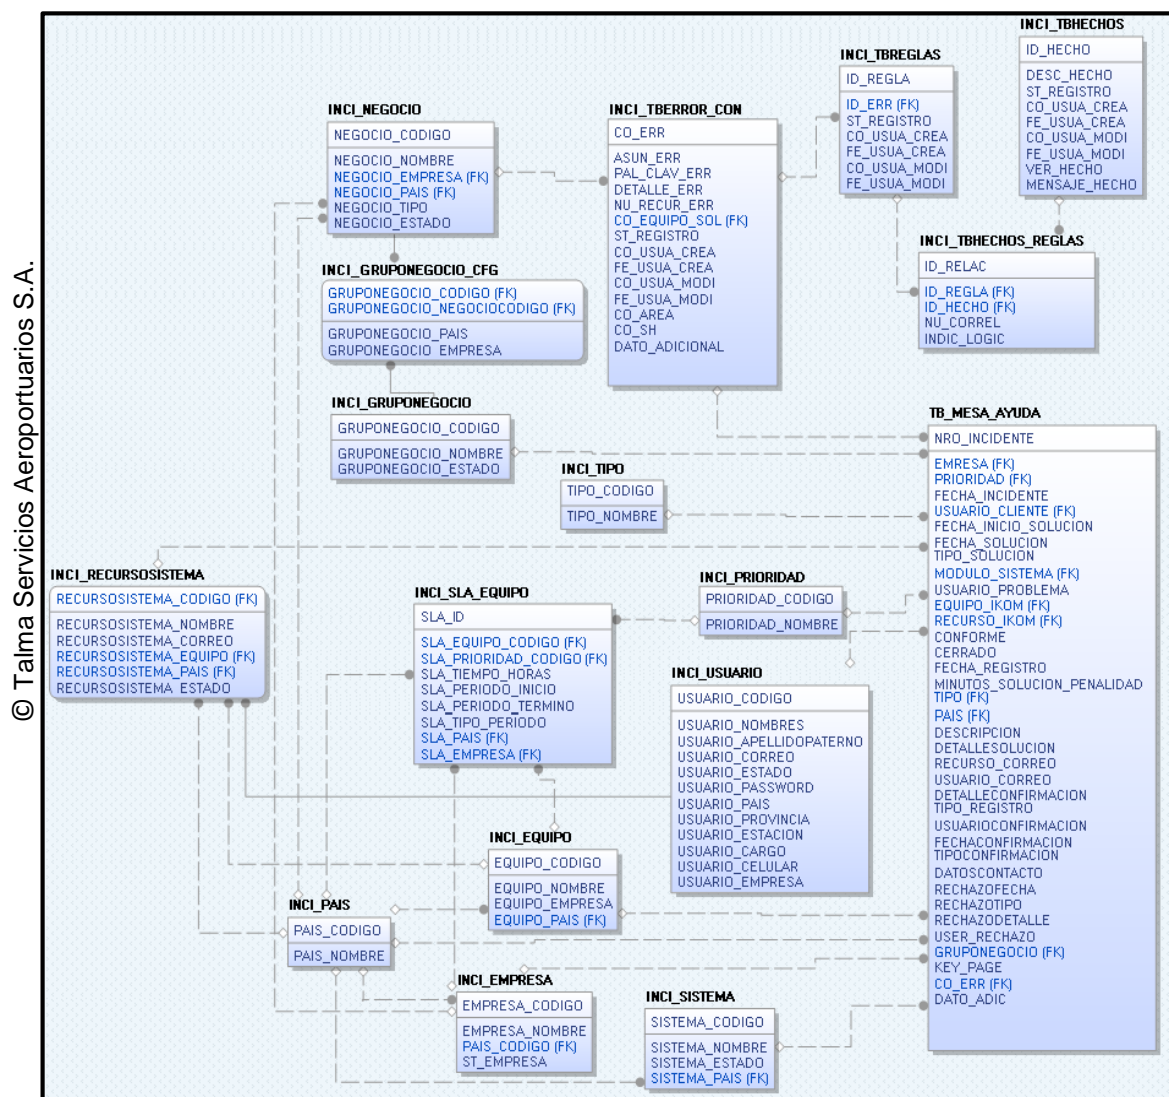 © Talma Servicios Aeroportuarios S.A.
INCI_TBHECHOS
ID_HECHO
DESC_HECHO
ST_REGISTRO
CO_USUA_CREA
FE_USUA_CREA
CO_USUA_MODI
FE_USUA_MODI
VER_HECHO
MENSAJE_HECHO
INCI_TBREGLAS
ID_REGLA
ID_ERR (FK)
ST_REGISTRO
CO_USUA_CREA
FE_USUA_CREA
CO_USUA_MODI
FE_USUA_MODI
INCI_NEGOCIO
NEGOCIO_CODIGO
NEGOCIO_NOMBRE
NEGOCIO_EMPRESA (FK)
NEGOCIO_PAIS (FK)
NEGOCIO_TIPO
NEGOCIO_ESTADO
INCI_TBERROR_CON
CO_ERR
ASUN_ERR
PAL_CLAV_ERR
DETALLE_ERR
NU_RECUR_ERR
CO_EQUIPO_SOL (FK)
ST_REGISTRO
CO_USUA_CREA
FE_USUA_CREA
CO_USUA_MODI
FE_USUA_MODI
CO_AREA
CO_SH
DATO_ADICIONAL
INCI_TBHECHOS_REGLAS
ID_RELAC
ID_REGLA (FK)
ID_HECHO (FK)
NU_CORREL
INDIC_LOGIC
INCI_GRUPONEGOCIO_CFG
GRUPONEGOCIO_CODIGO (FK)
GRUPONEGOCIO_NEGOCIOCODIGO (FK)
GRUPONEGOCIO_PAIS
GRUPONEGOCIO_EMPRESA
INCI_GRUPONEGOCIO
GRUPONEGOCIO_CODIGO
GRUPONEGOCIO_NOMBRE
GRUPONEGOCIO_ESTADO
INCI_TIPO
TIPO_CODIGO
TIPO_NOMBRE
TB_MESA_AYUDA
NRO_INCIDENTE
EMRESA (FK)
PRIORIDAD (FK)
FECHA_INCIDENTE
USUARIO_CLIENTE (FK)
FECHA_INICIO_SOLUCION
FECHA_SOLUCION
TIPO_SOLUCION
MODULO_SISTEMA (FK)
USUARIO_PROBLEMA
EQUIPO_IKOM (FK)
RECURSO_IKOM (FK)
CONFORME
CERRADO
FECHA_REGISTRO
MINUTOS_SOLUCION_PENALIDAD
TIPO (FK)
PAIS (FK)
DESCRIPCION
DETALLESOLUCION
RECURSO_CORREO
USUARIO_CORREO
DETALLECONFIRMACION
TIPO_REGISTRO
USUARIOCONFIRMACION
FECHACONFIRMACION
TIPOCONFIRMACION
DATOSCONTACTO
RECHAZOFECHA
RECHAZOTIPO
RECHAZODETALLE
USER_RECHAZO
GRUPONEGOCIO (FK)
KEY_PAGE
CO_ERR (FK)
DATO_ADIC
INCI_RECURSOSISTEMA
RECURSOSISTEMA_CODIGO (FK)
RECURSOSISTEMA_NOMBRE
RECURSOSISTEMA_CORREO
RECURSOSISTEMA_EQUIPO (FK)
RECURSOSISTEMA_PAIS (FK)
RECURSOSISTEMA_ESTADO
INCI_SLA_EQUIPO
SLA_ID
SLA_EQUIPO_CODIGO (FK)
SLA_PRIORIDAD_CODIGO (FK)
SLA_TIEMPO_HORAS
SLA_PERIODO_INICIO
SLA_PERIODO_TERMINO
SLA_TIPO_PERIODO
SLA_PAIS (FK)
SLA_EMPRESA (FK)
INCI_PRIORIDAD
PRIORIDAD_CODIGO
PRIORIDAD_NOMBRE
INCI_USUARIO
USUARIO_CODIGO
USUARIO_NOMBRES
USUARIO_APELLIDOPATERNO
USUARIO_CORREO
USUARIO_ESTADO
USUARIO_PASSWORD
USUARIO_PAIS
USUARIO_PROVINCIA
USUARIO_ESTACION
USUARIO_CARGO
USUARIO_CELULAR
USUARIO_EMPRESA
INCI_EQUIPO
EQUIPO_CODIGO
EQUIPO_NOMBRE
EQUIPO_EMPRESA
EQUIPO_PAIS (FK)
INCI_PAIS
PAIS_CODIGO
PAIS_NOMBRE
INCI_EMPRESA
EMPRESA_CODIGO
EMPRESA_NOMBRE
PAIS_CODIGO (FK)
ST_EMPRESA
INCI_SISTEMA
SISTEMA_CODIGO
SISTEMA_NOMBRE
SISTEMA_ESTADO
SISTEMA_PAIS (FK)